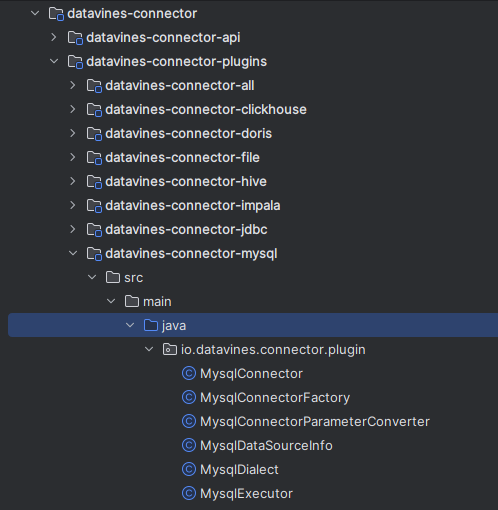 datavines-connector
datavines-connector-api
datavines-connector-plugins
datavines-connector-all
datavines-connector-clickhouse
datavines-connector-doris
datavines-connector-file
datavines-connector-hive
datavines-connector-impala
datavines-connector-jdbc
datavines-connector-mysql
src
main
java
io.datavines.connector.plugin
MysqlConnector
MysqlConnectorFactory
MysqlConnectorParameterConverter
MysqlDataSourceInfo
MysqlDialect
MysqlExecutor